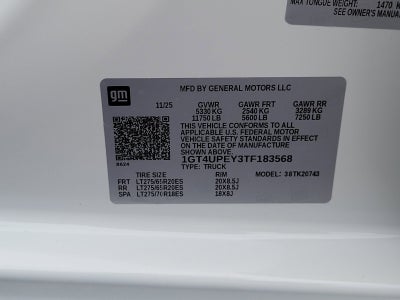 MAX TONGUE WEIGHT: 1470 K
SEE OWNER'S MANUA
gm
MFD BY GENERAL MOTORS LLC
11/25 GVWR GAWR FRT GAWR RR
5330 KG 2540 KG 3289 KG
11750 LB 5600 LB 7250 LB
THIS VEHICLE CONFORMS TO ALL
APPLICABLE U.S. FEDERAL MOTOR
VEHICLE SAFETY STANDARDS IN EFFECT
ON THE DATE OF MANUFACTURE
SHOWN ABOVE.
1GT4UPEY3TF183568
TYPE: TRUCK
TIRE SIZE RIM MODEL: 38TK20743
FRT LT275/65R20ES 20X8.5J
RR LT275/65R20ES 20X8.5J
SPA LT275/70R18ES 18X8J